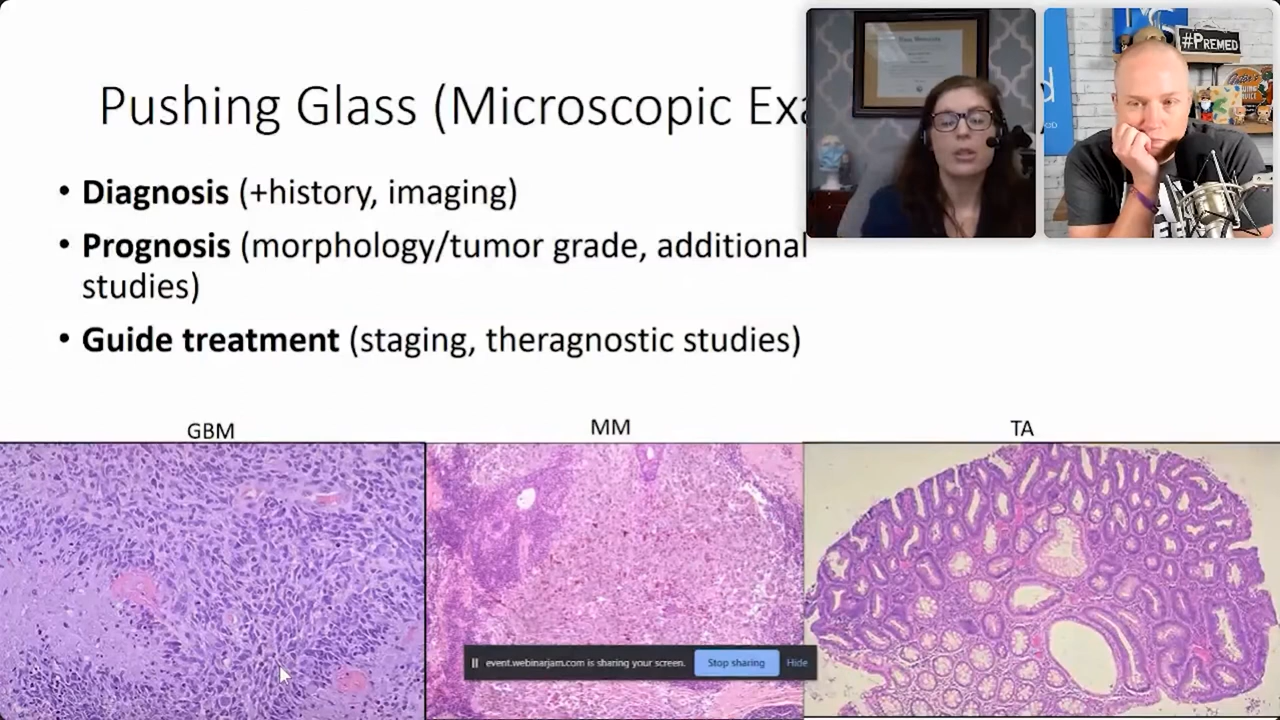 Pushing Glass (Microscopic Exa
#PREMED
• Diagnosis (+history, imaging)
• Prognosis (morphology/tumor grade, additional
studies)
• Guide treatment (staging, theragnostic studies)
GBM
MM
TA
event.webinarjam.com is sharing your screen.
Stop sharing
Hide